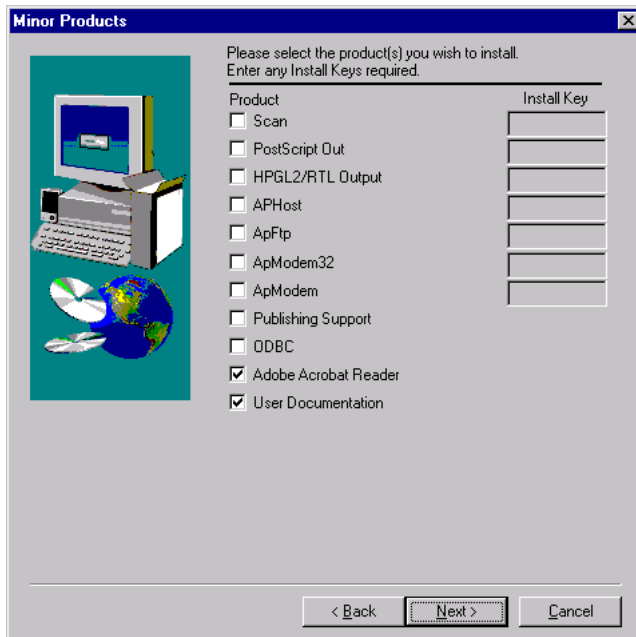 Minor Products
Please select the product(s) you wish to install.
Enter any Install Keys required.
Product Install Key
Scan
PostScript Out
HPGL2/RTL Output
APHost
ApFtp
ApModem32
ApModem
Publishing Support
ODBC
Adobe Acrobat Reader
User Documentation
< Back Next > Cancel